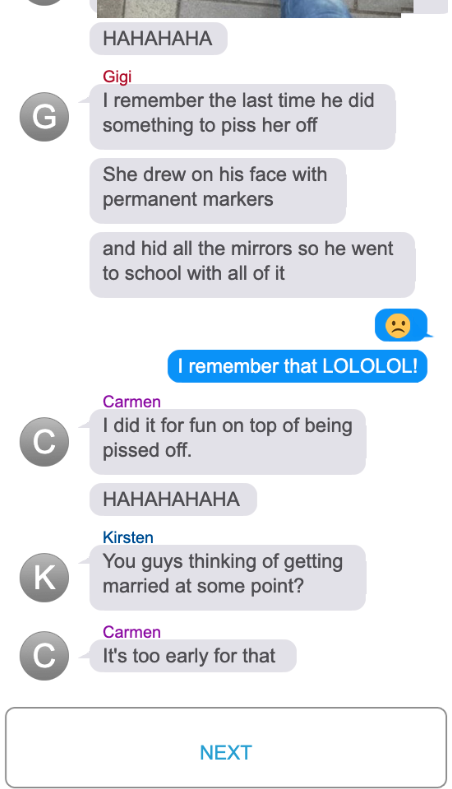 HAHAHAHA
Gigi
G
I remember the last time he did
something to piss her off
She drew on his face with
permanent markers
and hid all the mirrors so he went
to school with all of it
☹️
I remember that LOLOLOL!
Carmen
C
I did it for fun on top of being
pissed off.
HAHAHAHAHA
Kirsten
K
You guys thinking of getting
married at some point?
Carmen
C
It's too early for that
NEXT